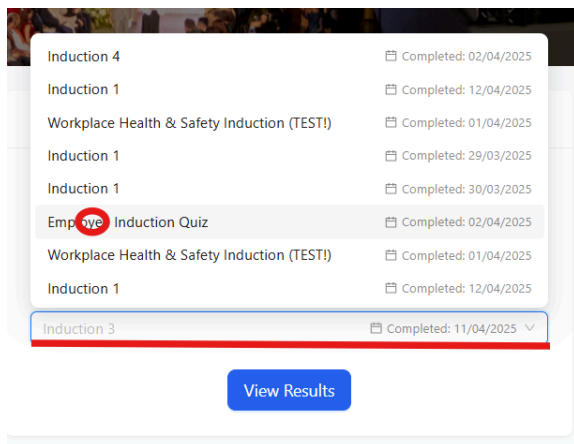 Induction 4 Completed: 02/04/2025
Induction 1 Completed: 12/04/2025
Workplace Health & Safety Induction (TEST!) Completed: 01/04/2025
Induction 1 Completed: 29/03/2025
Induction 1 Completed: 30/03/2025
Induction Quiz Completed: 02/04/2025
Workplace Health & Safety Induction (TEST!) Completed: 01/04/2025
Induction 1 Completed: 12/04/2025
Induction 3 Completed: 11/04/2025
View Results